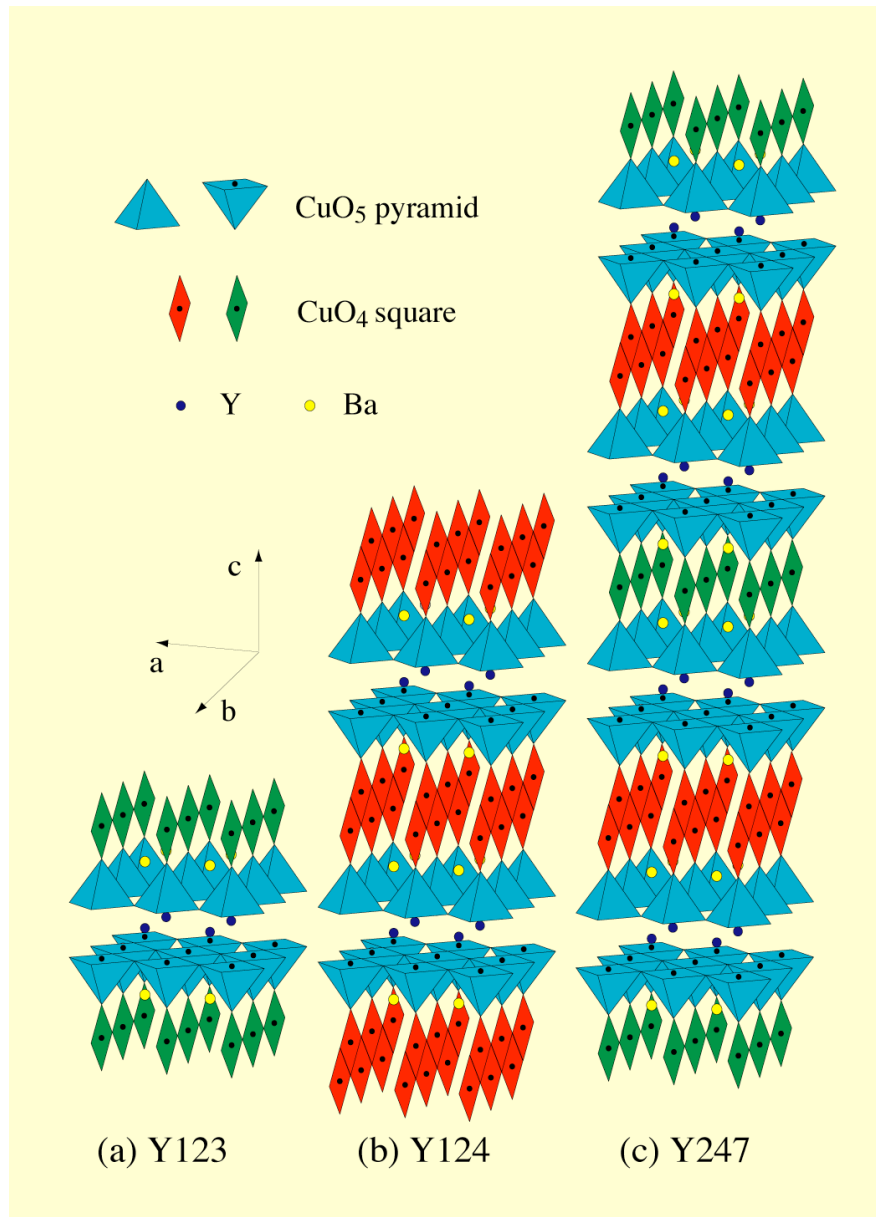 CuO₅ pyramid
CuO₄ square
Y
Ba
c
a
b
(a) Y123
(b) Y124
(c) Y247